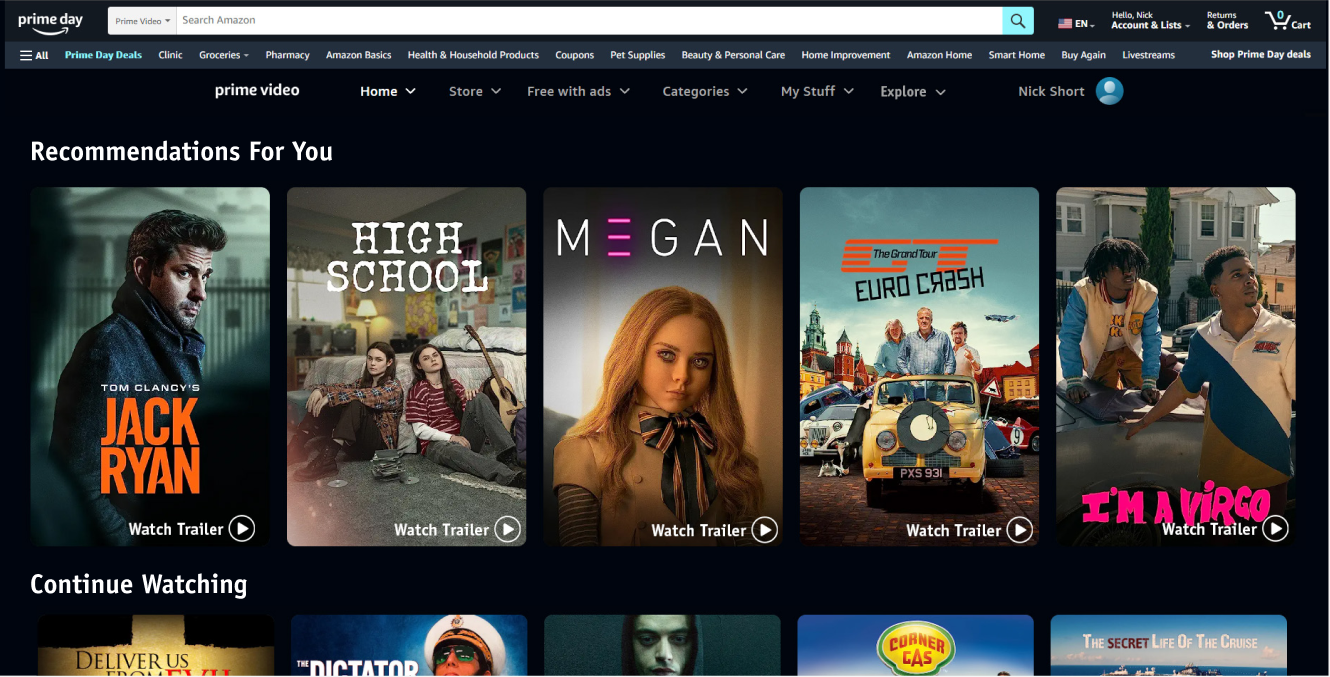 prime day
Prime Video
Search Amazon
EN
Hello, Nick
Account & Lists
Returns
& Orders
0
Cart
All
Prime Day Deals
Clinic
Groceries
Pharmacy
Amazon Basics
Health & Household Products
Coupons
Pet Supplies
Beauty & Personal Care
Home Improvement
Amazon Home
Smart Home
Buy Again
Livestreams
Shop Prime Day deals
prime video
Home
Store
Free with ads
Categories
My Stuff
Explore
Nick Short
Recommendations For You
TOM CLANCY'S
JACK
RYAN
Watch Trailer
HIGH
SCHOOL
Watch Trailer
MEGAN
Watch Trailer
The Grand Tour
EURO CRASH
9
PXS 931
Watch Trailer
I'M A VIRGO
Watch Trailer
Continue Watching
DELIVER US
FROM EVIL
THE DICTATOR
CORNER
GAS
THE SECRET LIFE OF THE CRUISE